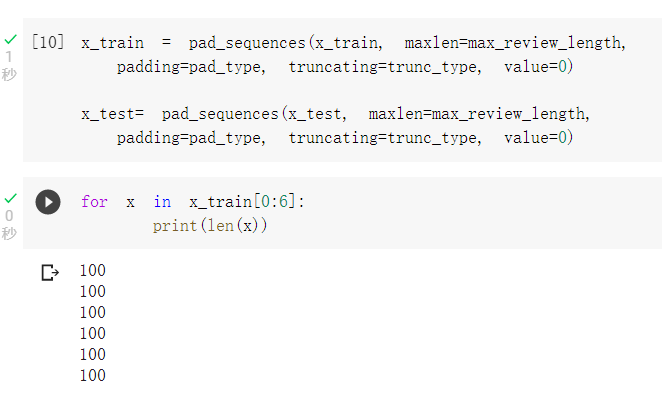 [10] x_train = pad_sequences(x_train, maxlen=max_review_length,
1
秒
padding=pad_type, truncating=trunc_type, value=0)
x_test= pad_sequences(x_test, maxlen=max_review_length,
padding=pad_type, truncating=trunc_type, value=0)
for x in x_train[0:6]:
0
秒
print(len(x))
100
100
100
100
100
100